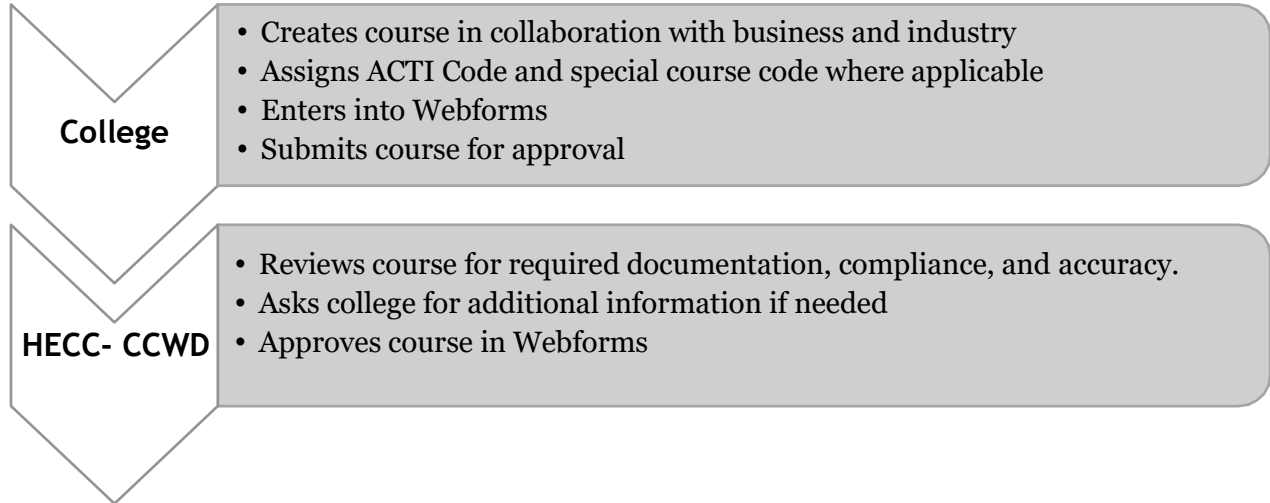 College
• Creates course in collaboration with business and industry
• Assigns ACTI Code and special course code where applicable
• Enters into Webforms
• Submits course for approval
HECC- CCWD
• Reviews course for required documentation, compliance, and accuracy.
• Asks college for additional information if needed
• Approves course in Webforms